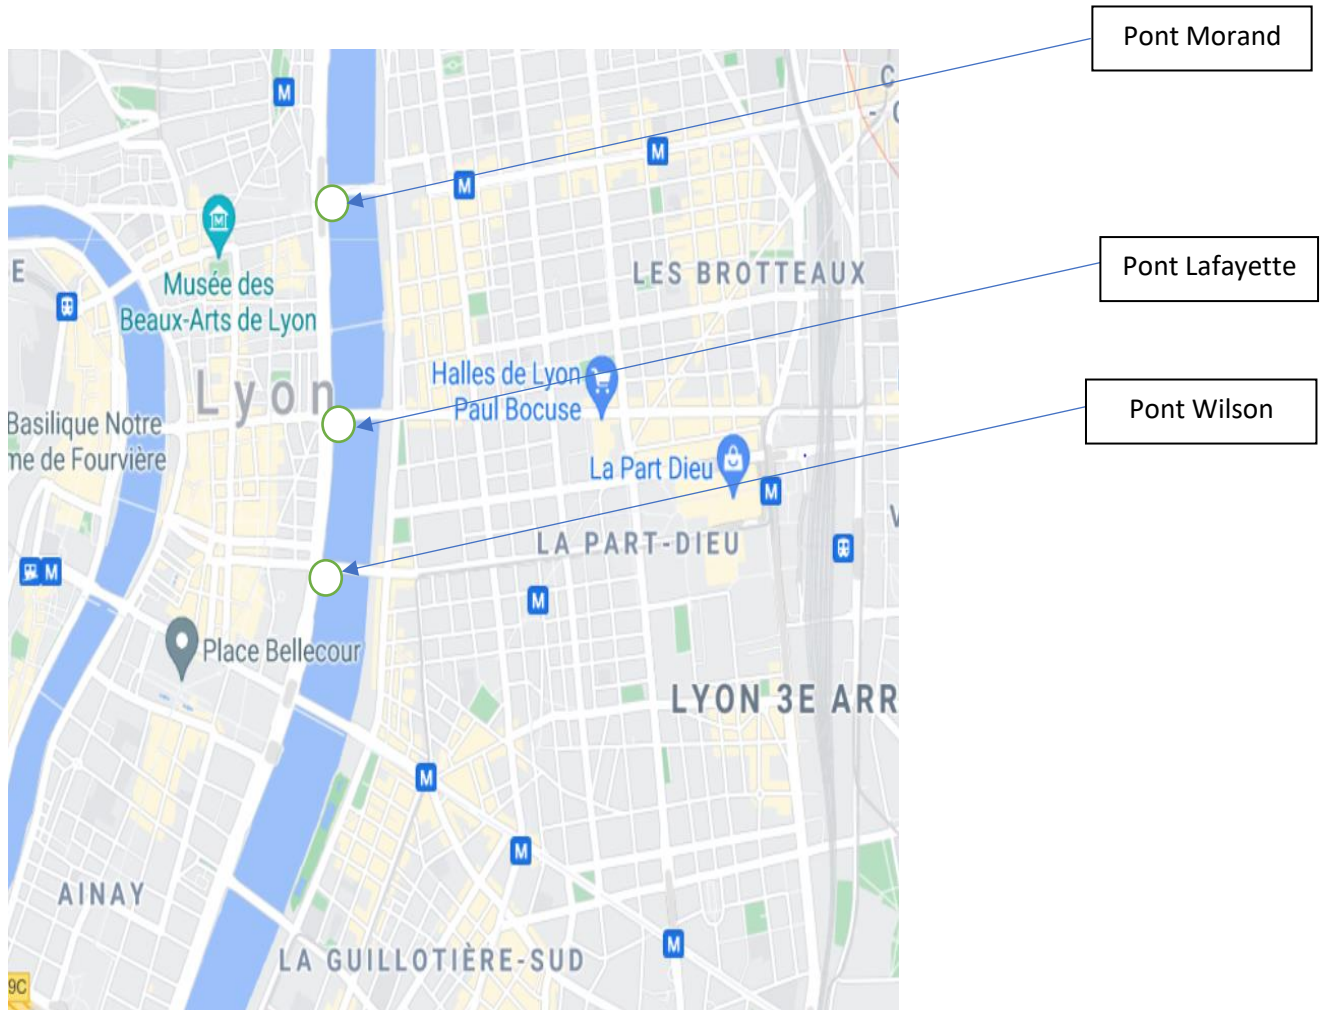 Pont Morand
M
C
- C
M
M
Musée des
Beaux-Arts de Lyon
E
LES BROTTEAUX
Pont Lafayette
Lyon
Halles de Lyon
Paul Bocuse
Pont Wilson
Basilique Notre
me de Fourvière
La Part Dieu
M
V
LA PART-DIEU
M
M
Place Bellecour
LYON 3E ARR
M
M
AINAY
LA GUILLOTIÈRE-SUD
M
9C